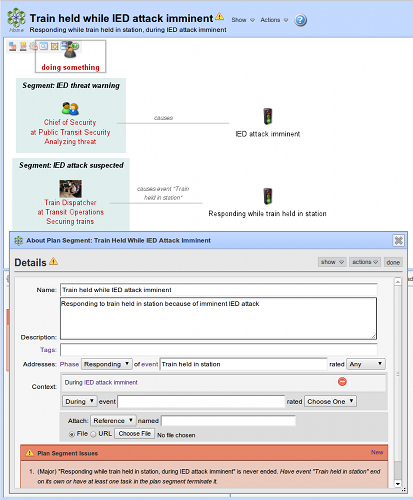 Train held while IED attack imminent Show Actions
Home
Responding while train held in station, during IED attack imminent
doing something
Segment: IED threat warning
Chief of Security
at Public Transit Security
Analyzing threat
causes
IED attack imminent
Segment: IED attack suspected
Train Dispatcher
at Transit Operations
Securing trains
causes event "Train
held in station"
Responding while train held in station
About Plan Segment: Train Held While IED Attack Imminent
Details show actions done
Name: Train held while IED attack imminent
Responding to train held in station because of imminent IED attack
Description:
Tags:
Addresses: Phase Responding of event Train held in station rated Any
Context: During IED attack imminent
During event rated Choose One
Attach: Reference named
File URL Choose File No file chosen
Plan Segment Issues New
1. (Major) "Responding while train held in station, during IED attack imminent" is never ended. Have event "Train held in station" end
on its own or have at least one task in the plan segment terminate it.